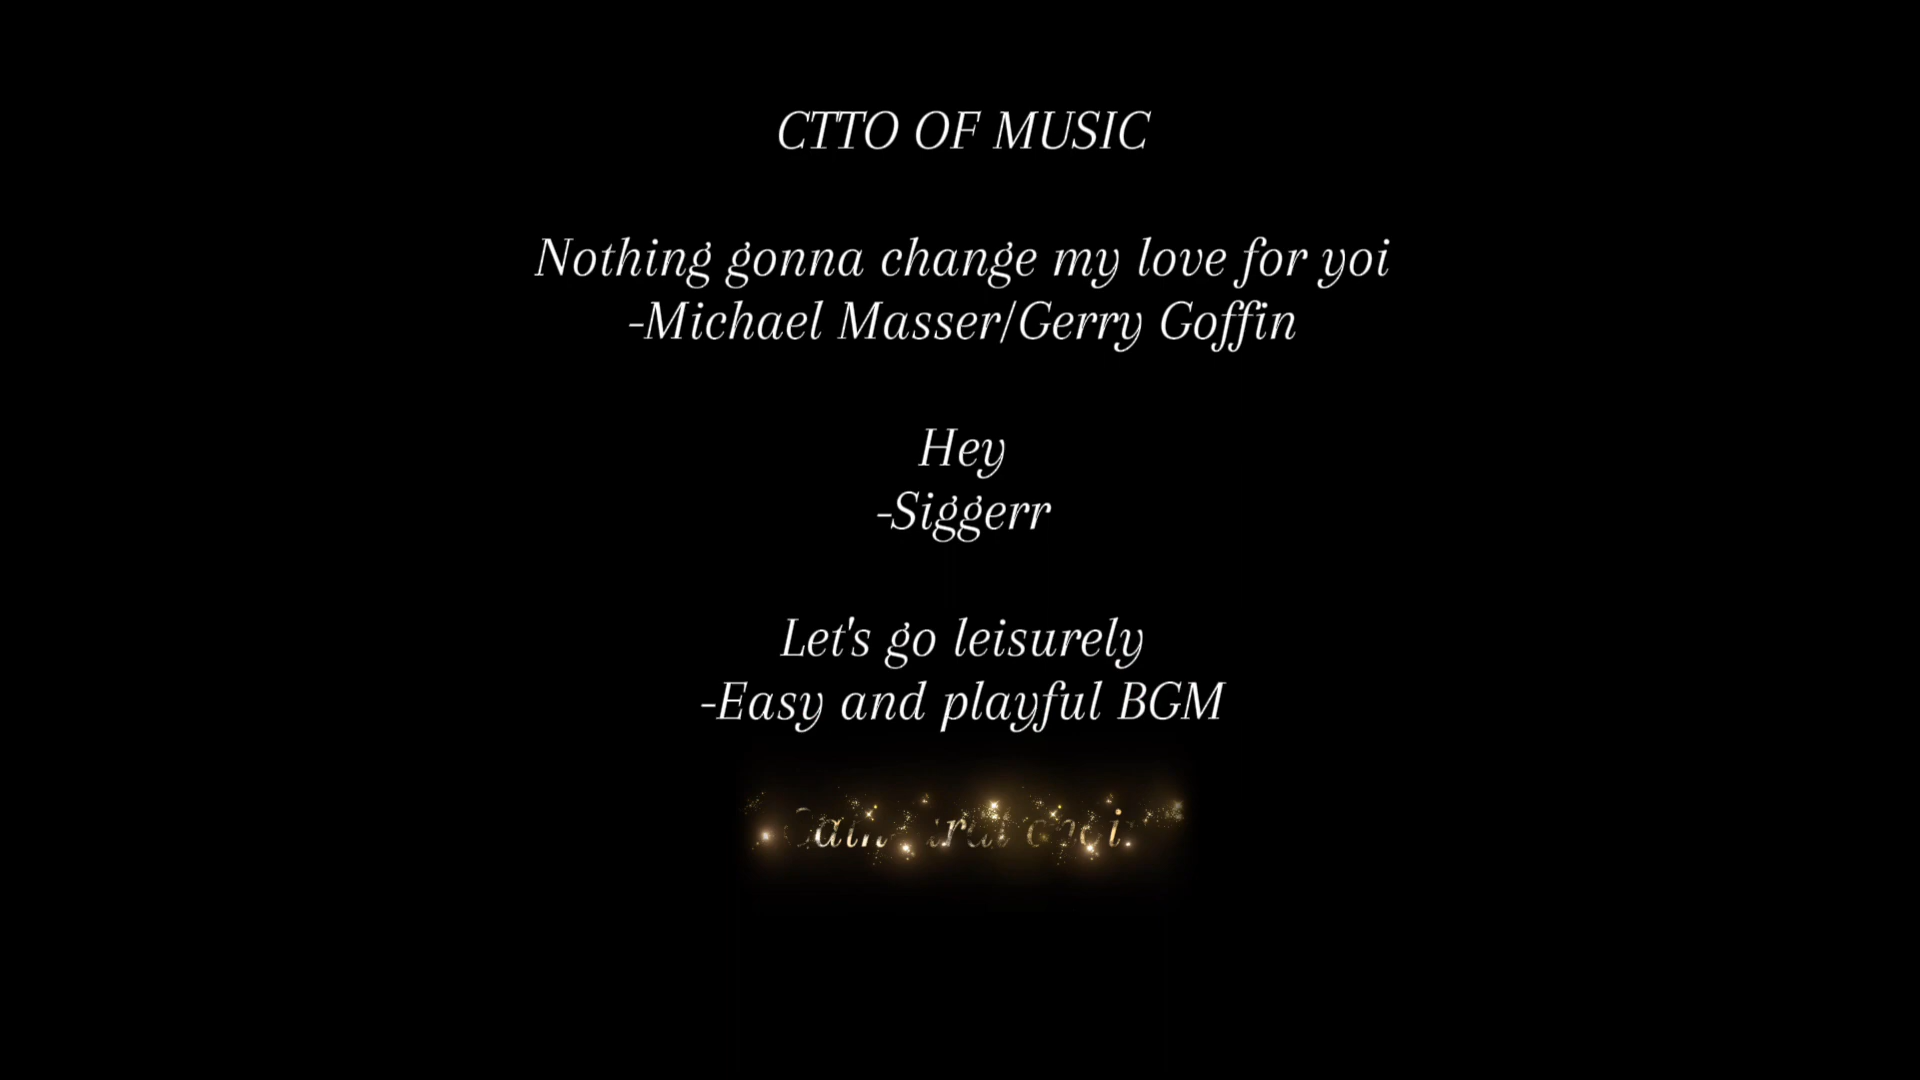 CTTO OF MUSIC
Nothing gonna change my love for yoi
-Michael Masser/Gerry Goffin
Hey
-Siggerr
Let's go leisurely
-Easy and playful BGM